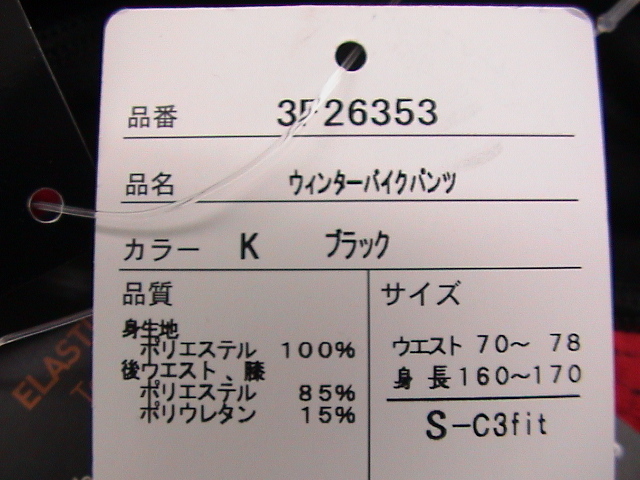 品番 3F26353
品名 ウィンターバイクパンツ
カラー K ブラック
品質
身生地
ポリエステル 100%
後ウエスト、膝
ポリエステル 85%
ポリウレタン 15%
サイズ
ウエスト 70〜 78
身 長 160〜170
S-C3fit
ELASTI